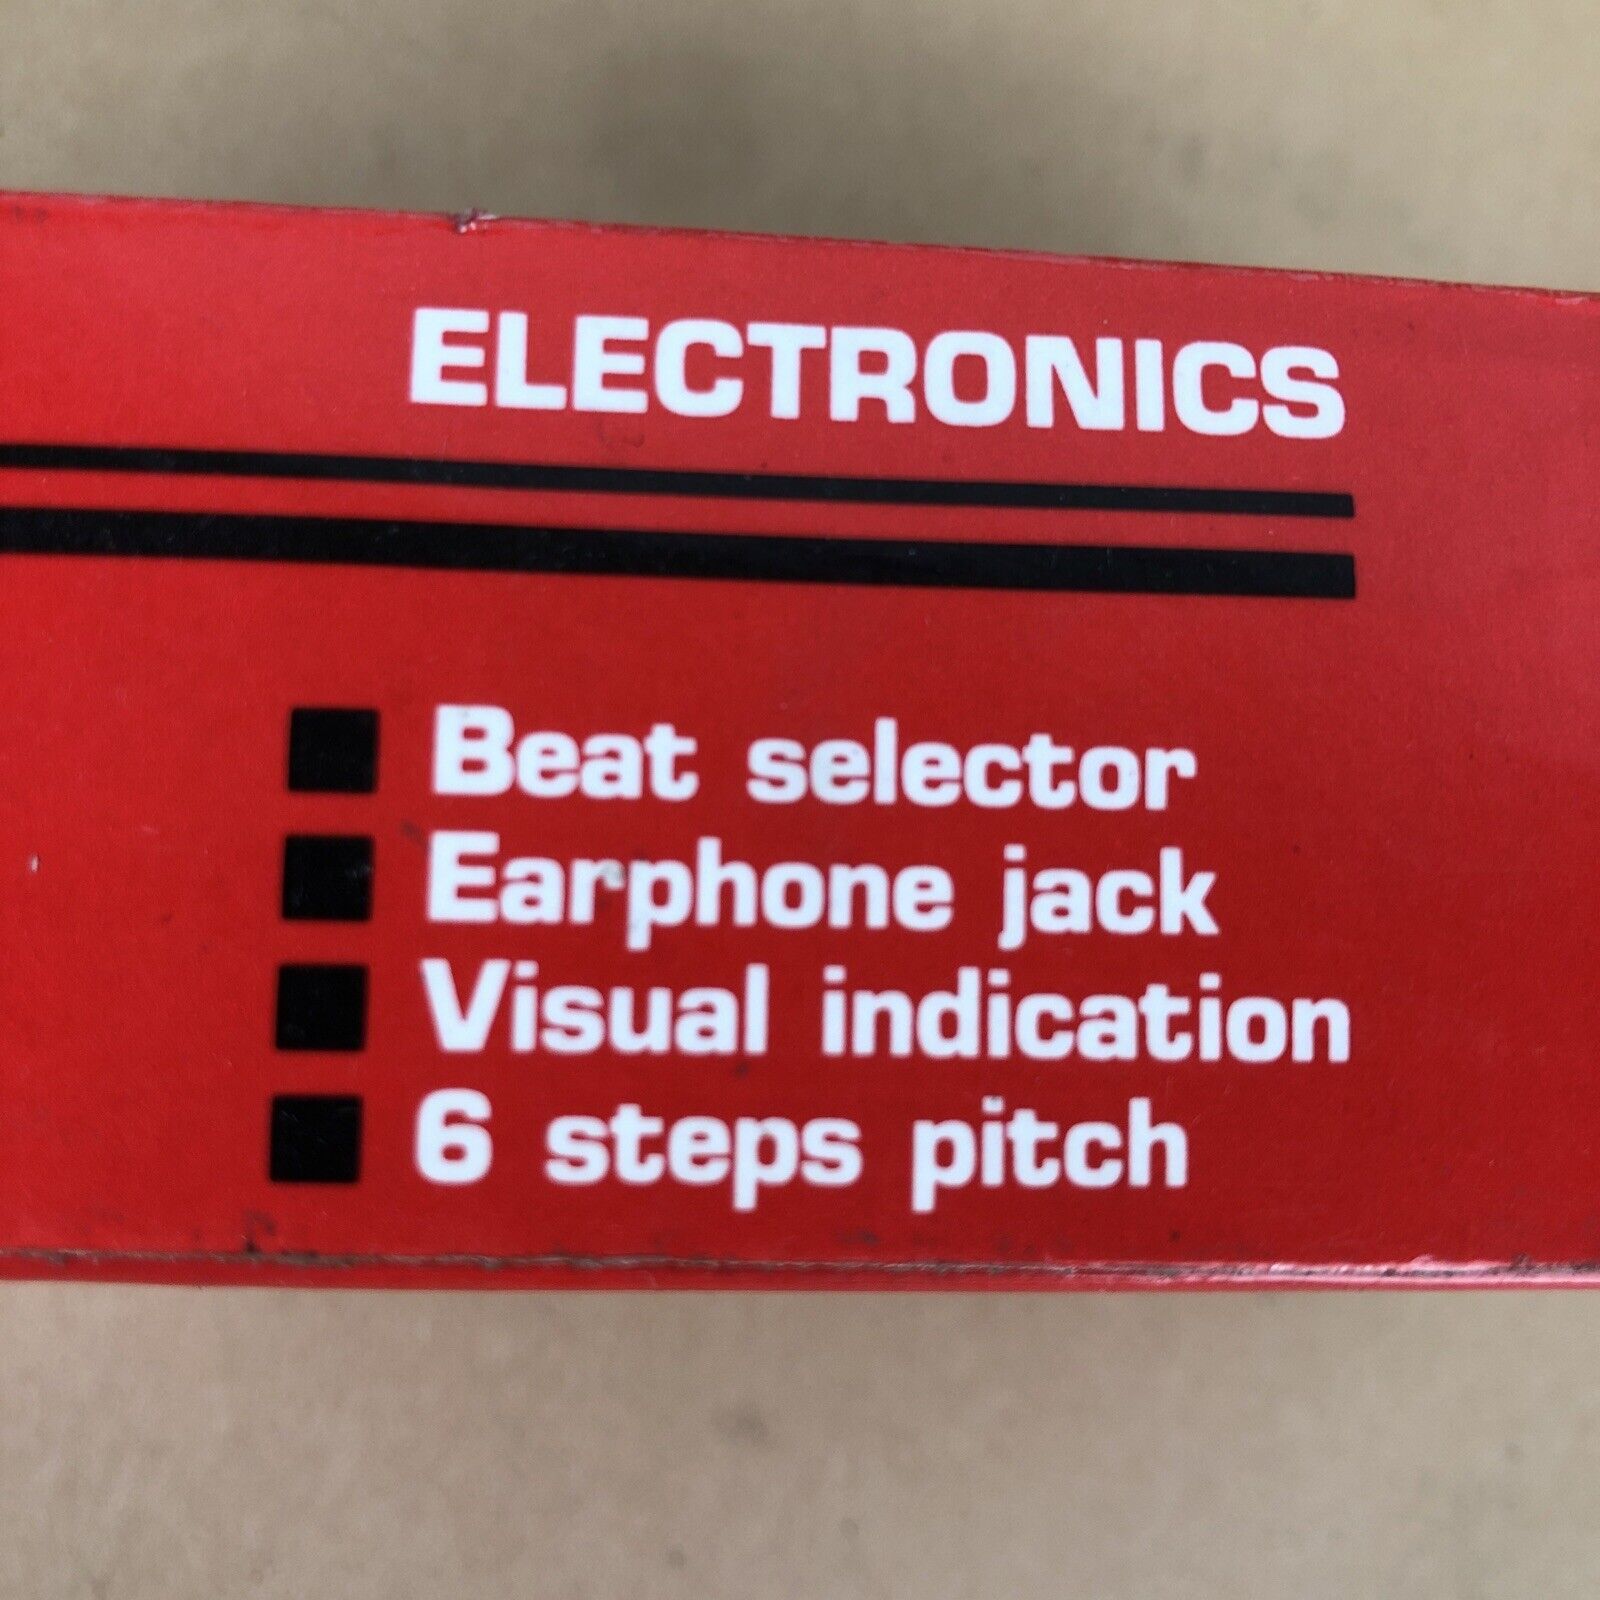 ELECTRONICS
Beat selector
Earphone jack
Visual indication
6 steps pitch